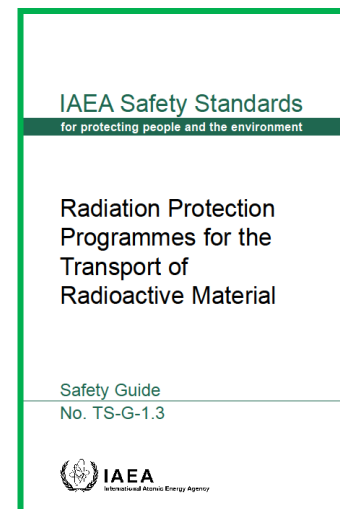 IAEA Safety Standards
for protecting people and the environment
Radiation Protection
Programmes for the
Transport of
Radioactive Material
Safety Guide
No. TS-G-1.3
IAEA
International Atomic Energy Agency